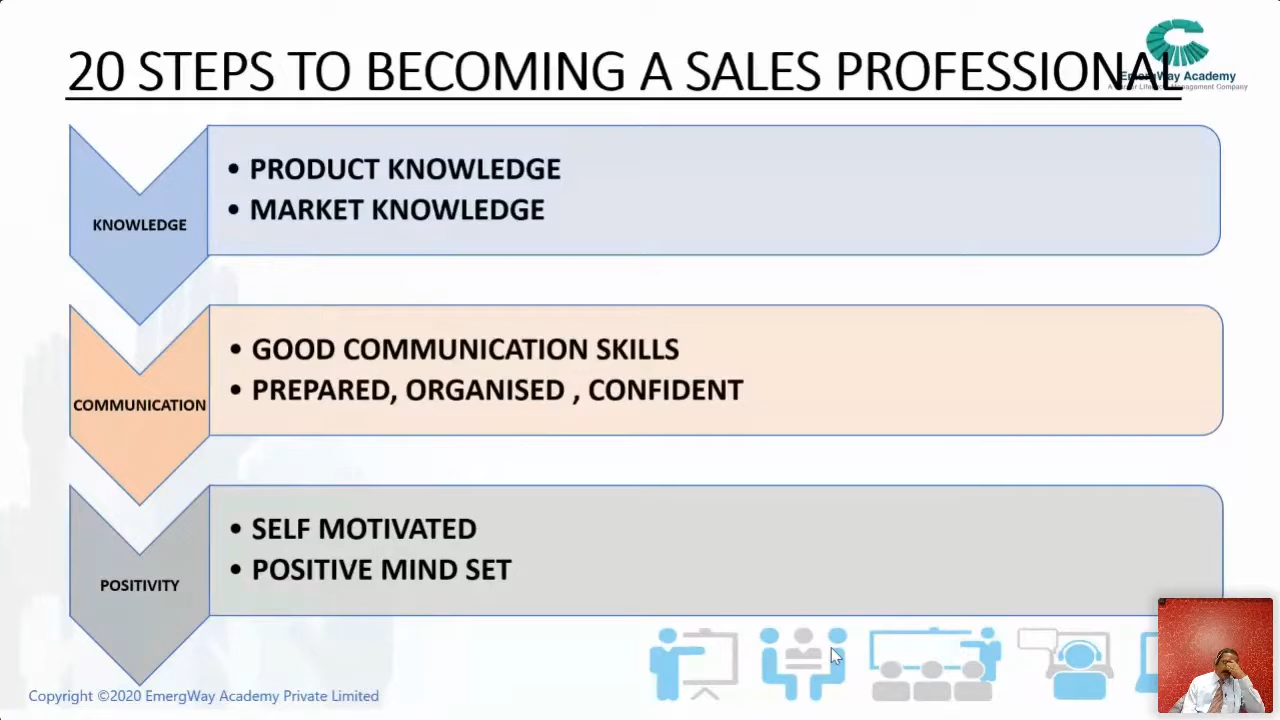 20 STEPS TO BECOMING A SALES PROFESSIONAL
EmergWay Academy
KNOWLEDGE
• PRODUCT KNOWLEDGE
• MARKET KNOWLEDGE
COMMUNICATION
• GOOD COMMUNICATION SKILLS
• PREPARED, ORGANISED , CONFIDENT
POSITIVITY
• SELF MOTIVATED
• POSITIVE MIND SET
Copyright ©2020 EmergWay Academy Private Limited